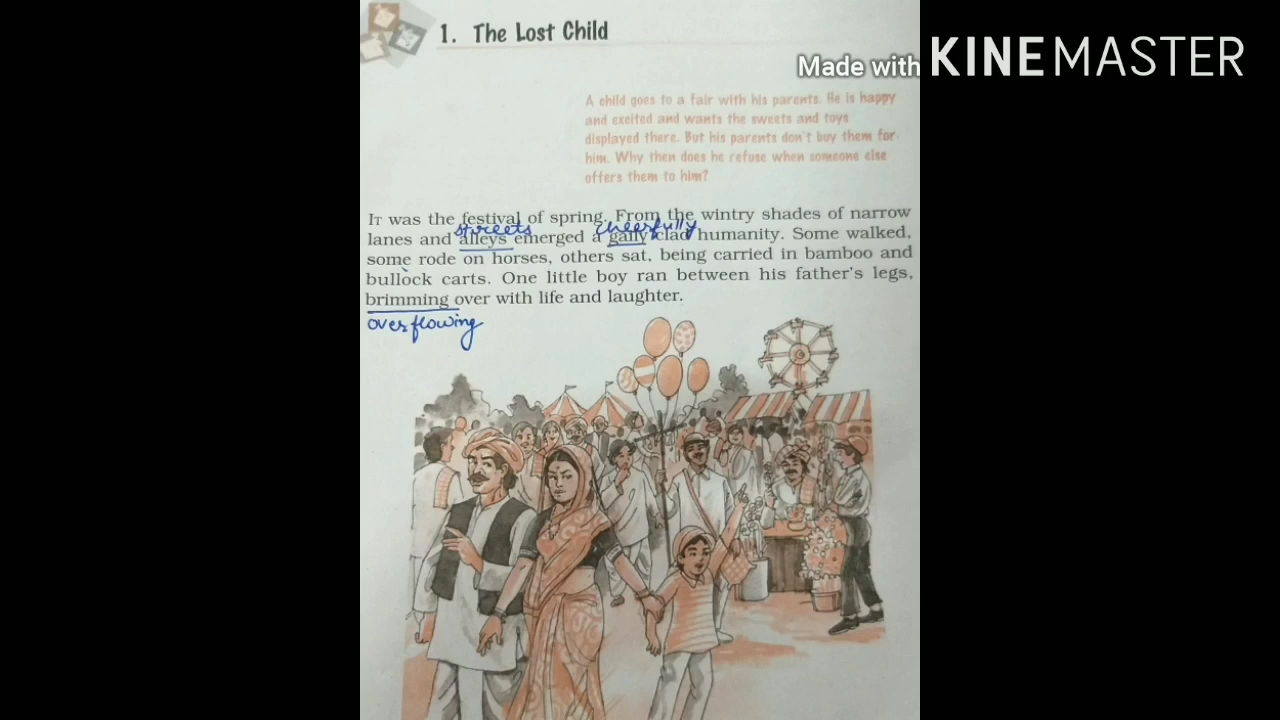 1. The Lost Child
Made with KINEMASTER
A child goes to a fair with his parents. He is happy
and excited and wants the sweets and toys
displayed there. But his parents don't buy them for
him. Why then does he refuse when someone else
offers them to him?
IT was the festival of spring. From the wintry shades of narrow
streets cheerfully
lanes and alleys emerged a gaily clad humanity. Some walked,
some rode on horses, others sat, being carried in bamboo and
bullock carts. One little boy ran between his father's legs,
brimming over with life and laughter.
overflowing